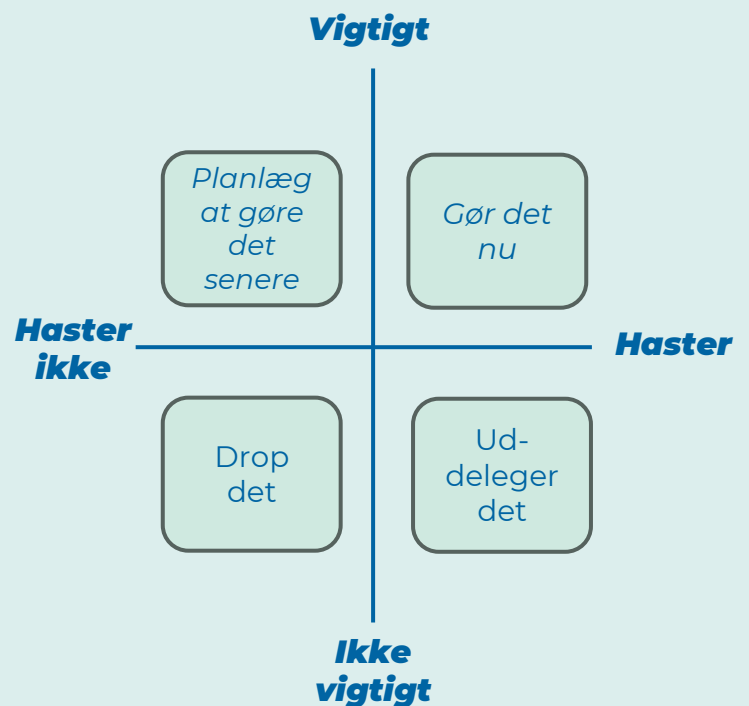 Vigtigt
Planlæg
at gøre
det
senere
Gør det
nu
Haster
ikke
Haster
Drop
det
Ud-
deleger
det
Ikke
vigtigt